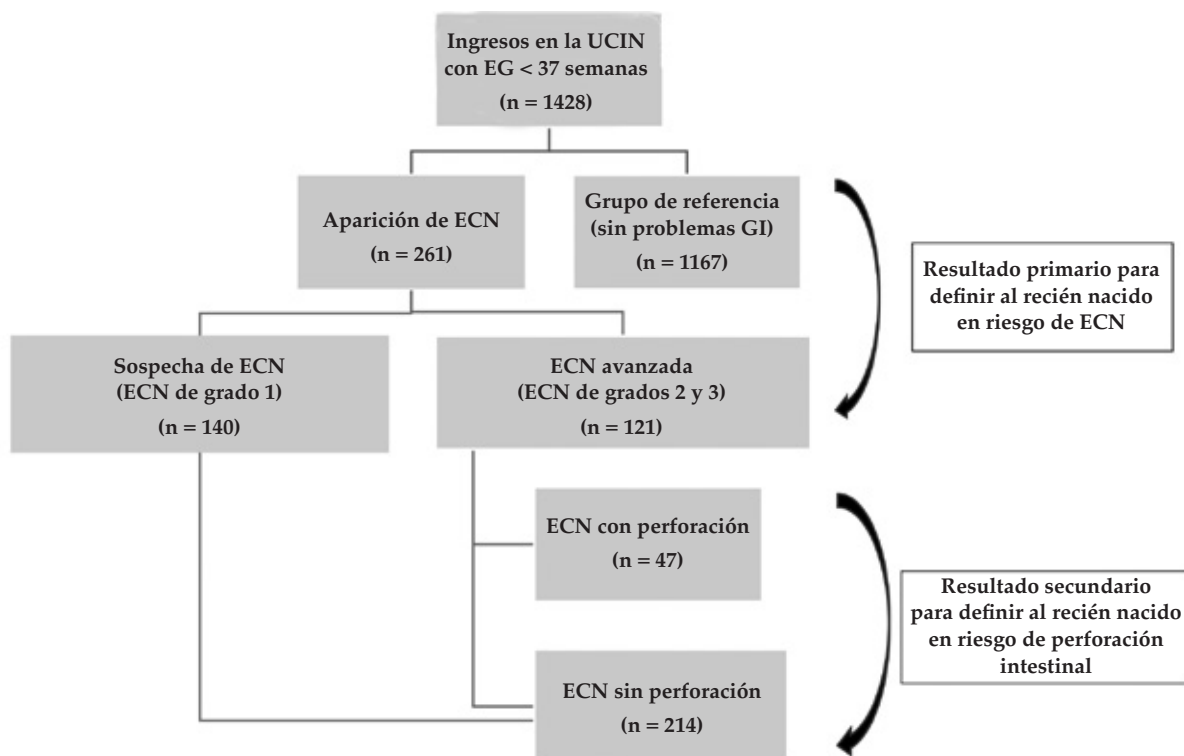 Ingresos en la UCIN
con EG < 37 semanas
(n = 1428)
Aparición de ECN
(n = 261)
Grupo de referencia
(sin problemas GI)
(n = 1167)
Resultado primario para
definir al recién nacido
en riesgo de ECN
Sospecha de ECN
(ECN de grado 1)
(n = 140)
ECN avanzada
(ECN de grados 2 y 3)
(n = 121)
ECN con perforación
(n = 47)
Resultado secundario
para definir al recién nacido
en riesgo de perforación
intestinal
ECN sin perforación
(n = 214)